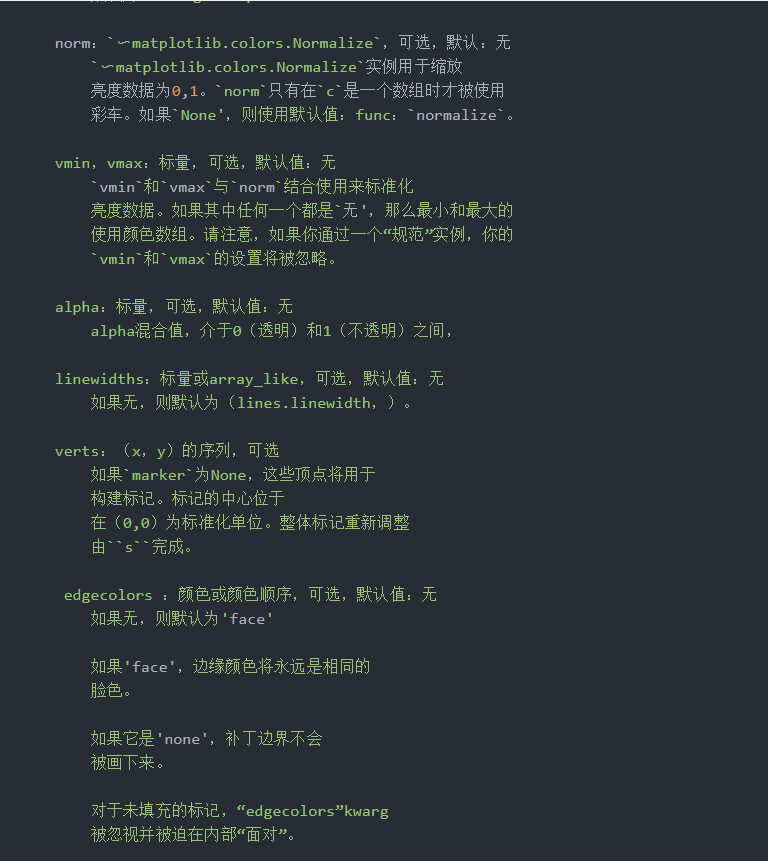 norm：`～matplotlib.colors.Normalize`，可选，默认：无
`～matplotlib.colors.Normalize`实例用于缩放
亮度数据为0,1。`norm`只有在`c`是一个数组时才被使用
彩车。如果`None'，则使用默认值：func：`normalize`。
vmin，vmax：标量，可选，默认值：无
`vmin`和`vmax`与`norm`结合使用来标准化
亮度数据。如果其中任何一个都是`无'，那么最小和最大的
使用颜色数组。请注意，如果你通过一个“规范”实例，你的
`vmin`和`vmax`的设置将被忽略。
alpha：标量，可选，默认值：无
alpha混合值，介于0（透明）和1（不透明）之间，
linewidths：标量或array_like，可选，默认值：无
如果无，则默认为（lines.linewidth，）。
verts：（x，y）的序列，可选
如果`marker`为None，这些顶点将用于
构建标记。标记的中心位于
在（0,0）为标准化单位。整体标记重新调整
由``s``完成。
edgecolors ：颜色或颜色顺序，可选，默认值：无
如果无，则默认为'face'
如果'face'，边缘颜色将永远是相同的
脸色。
如果它是'none'，补丁边界不会
被画下来。
对于未填充的标记，“edgecolors”kwarg
被忽视并被迫在内部“面对”。